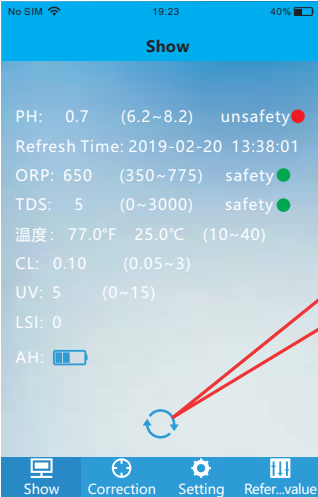 No SIM 19:23 40%
Show
PH: 0.7 (6.2~8.2) unsafety
Refresh Time: 2019-02-20 13:38:01
ORP: 650 (350~775) safety
TDS: 5 (0~3000) safety
温度: 77.0°F 25.0℃ (10~40)
CL: 0.10 (0.05~3)
UV: 5 (0~15)
LSI: 0
AH:
Show Correction Setting Refer...value